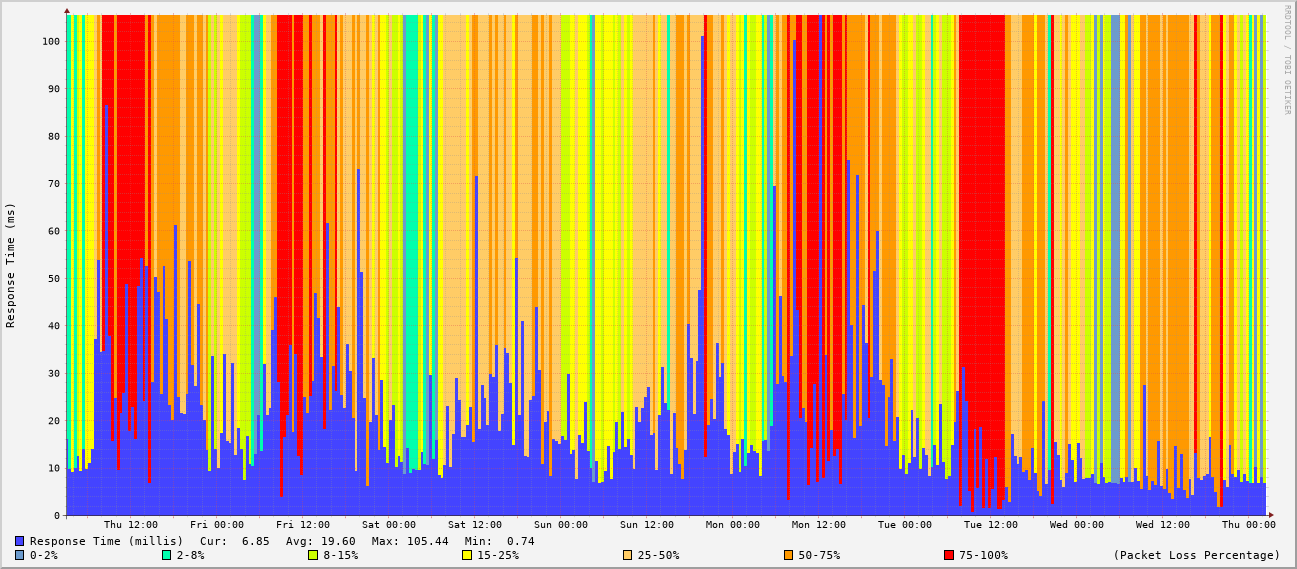 RRDTOOL / TOBI OETIKER
Response Time (ms)
100
90
80
70
60
50
40
30
20
10
0
Thu 12:00 Fri 00:00 Fri 12:00 Sat 00:00 Sat 12:00 Sun 00:00 Sun 12:00 Mon 00:00 Mon 12:00 Tue 00:00 Tue 12:00 Wed 00:00 Wed 12:00 Thu 00:00
Response Time (millis) Cur: 6.85 Avg: 19.60 Max: 105.44 Min: 0.74
0-2% 2-8% 8-15% 15-25% 25-50% 50-75% 75-100% (Packet Loss Percentage)